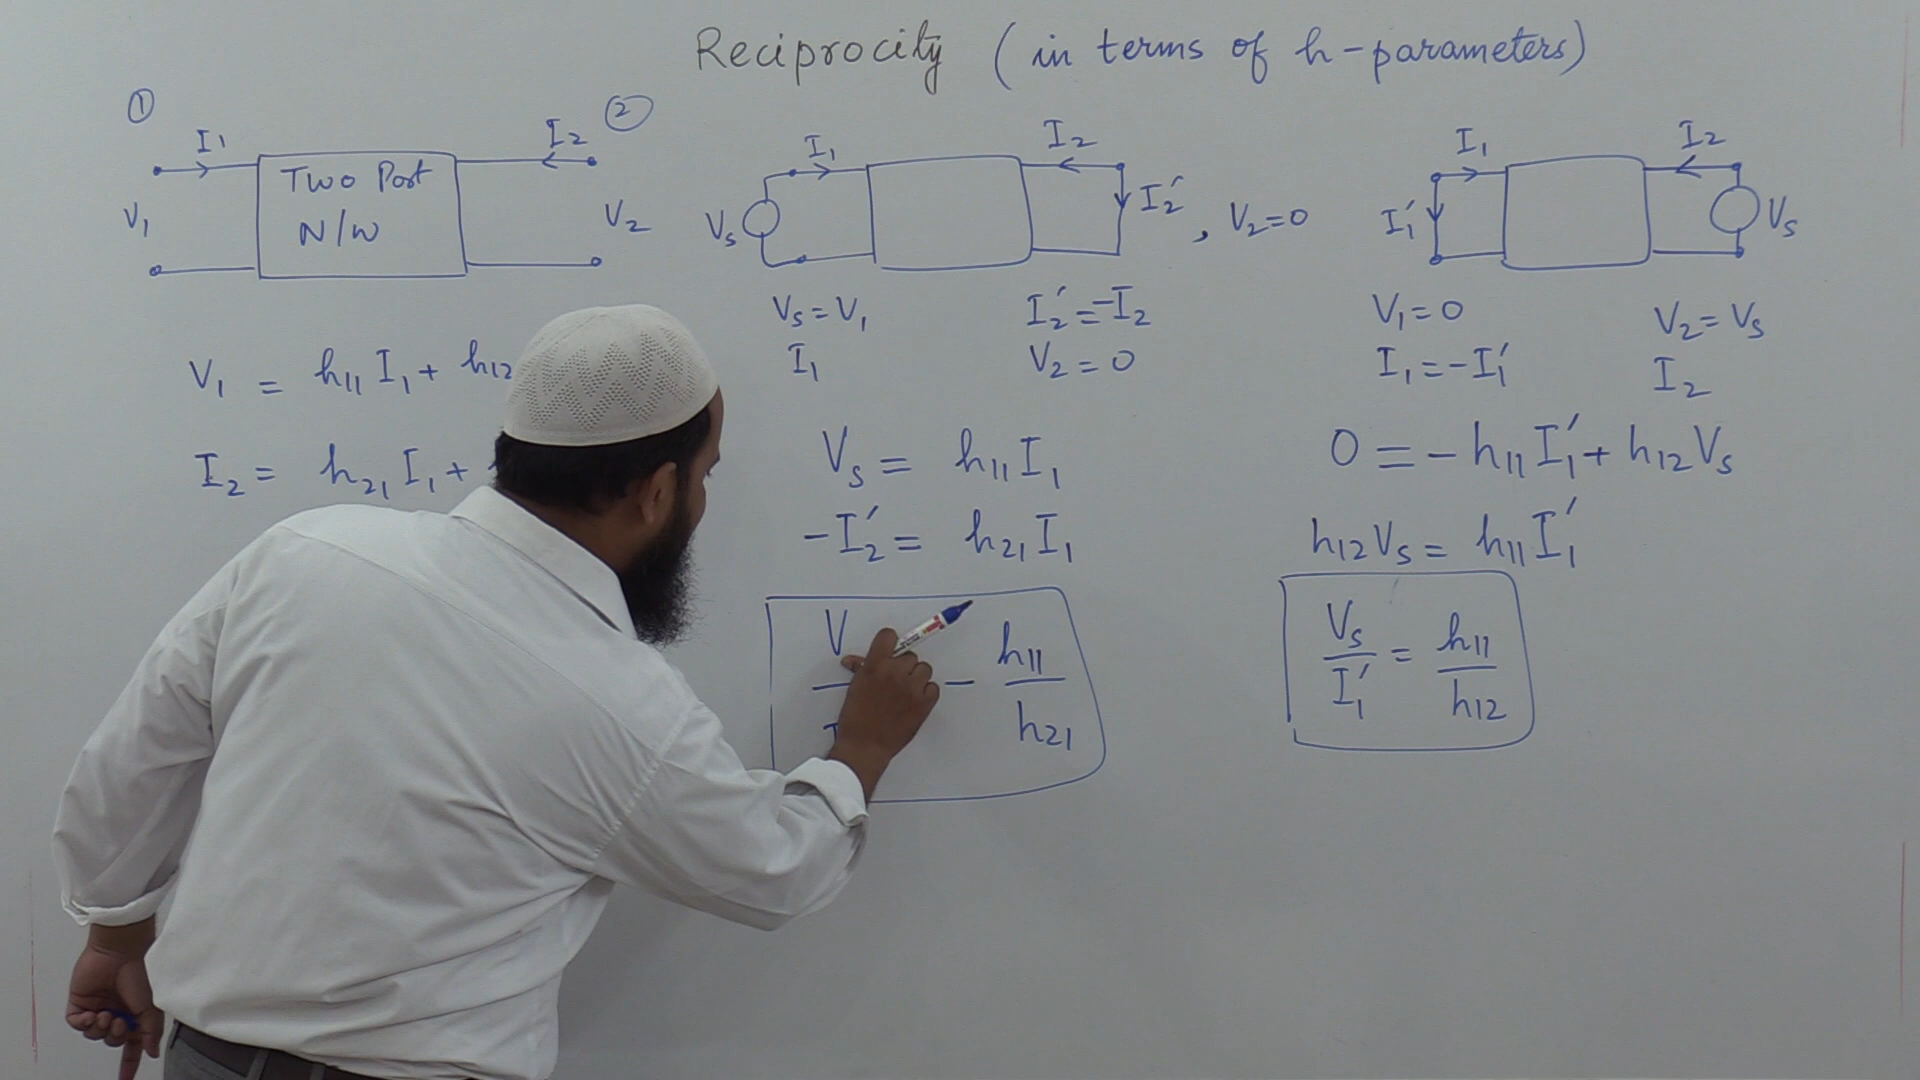 Reciprocity (in terms of h-parameters)
① I1 I2 ②
Two Port
N/W
V1 V2
V1 = h11 I1 + h12
I2 = h21 I1 +
I1 I2
Vs I2′ , V2=0
Vs = V1 I2′ = -I2
I1 V2 = 0
Vs = h11 I1
-I2′ = h21 I1
V - h11
h21
I1 I2
I1′ Vs
V1 = 0 V2 = Vs
I1 = -I1′ I2
0 = -h11 I1′ + h12 Vs
h12 Vs = h11 I1′
Vs/I1′ = h11/h12